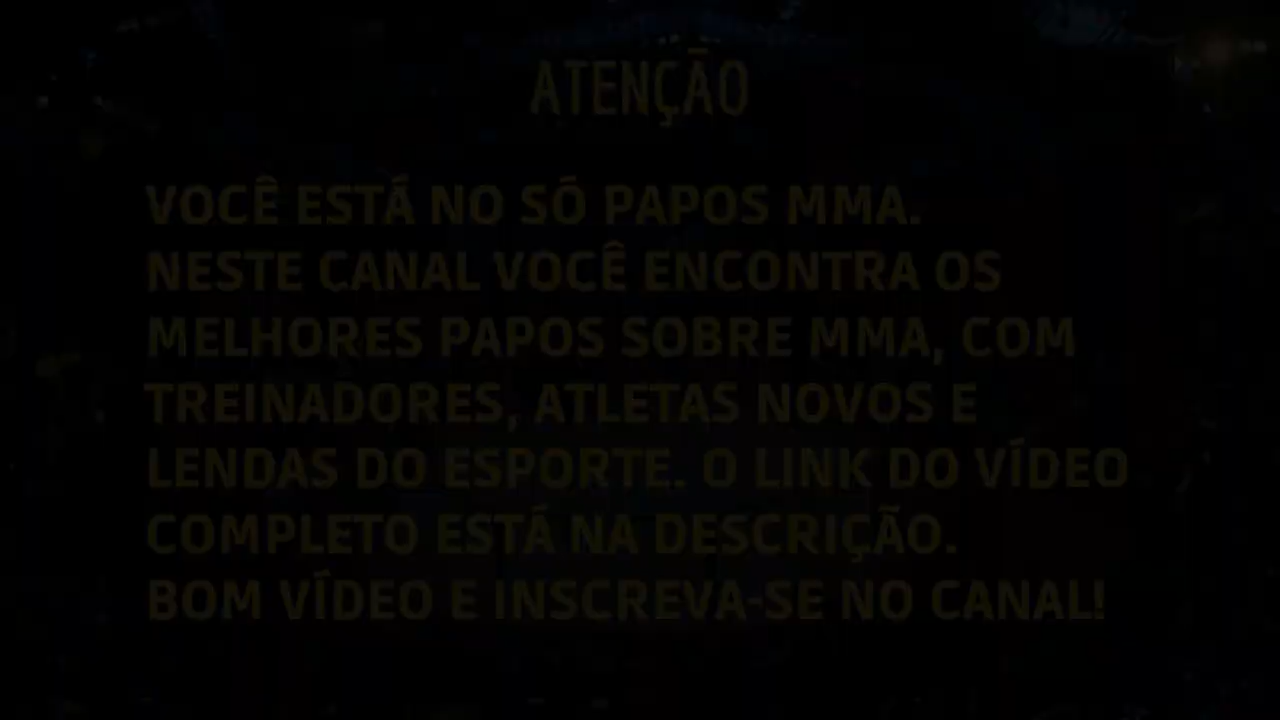 ATENÇÃO
VOCÊ ESTÁ NO SÓ PAPOS MMA.
NESTE CANAL VOCÊ ENCONTRA OS
MELHORES PAPOS SOBRE MMA, COM
TREINADORES, ATLETAS NOVOS E
LENDAS DO ESPORTE. O LINK DO VÍDEO
COMPLETO ESTÁ NA DESCRIÇÃO.
BOM VÍDEO E INSCREVA-SE NO CANAL!